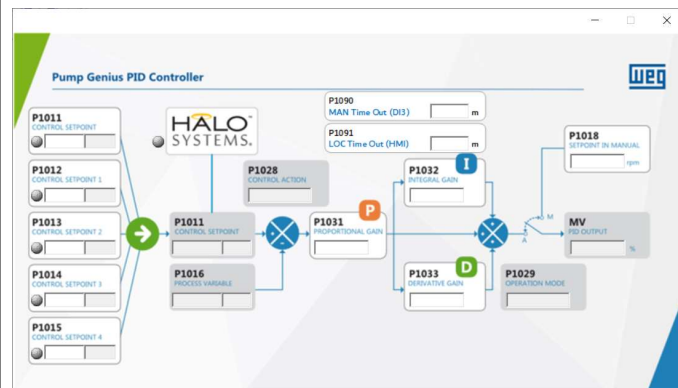 Pump Genius PID Controller
WEG
P1011
CONTROL SETPOINT
HALO
SYSTEMS.
P1090
MAN Time Out (DI3)
m
P1091
LOC Time Out (HMI)
m
P1018
SETPOINT IN MANUAL
rpm
P1012
CONTROL SETPOINT 1
P1028
CONTROL ACTION
P1032
INTEGRAL GAIN
I
P1013
CONTROL SETPOINT 2
P1011
CONTROL SETPOINT
P1031
PROPORTIONAL GAIN
P
M
A
MV
PID OUTPUT
%
P1014
CONTROL SETPOINT 3
P1016
PROCESS VARIABLE
P1033
DERIVATIVE GAIN
D
P1029
OPERATION MODE
P1015
CONTROL SETPOINT 4